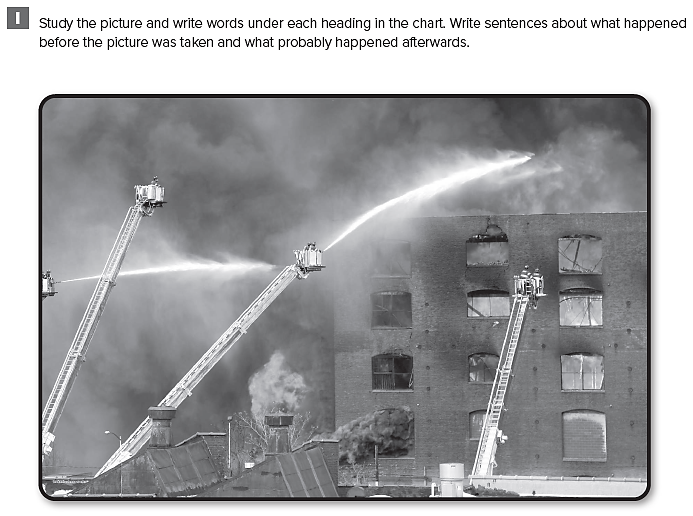 I
Study the picture and write words under each heading in the chart. Write sentences about what happened
before the picture was taken and what probably happened afterwards.